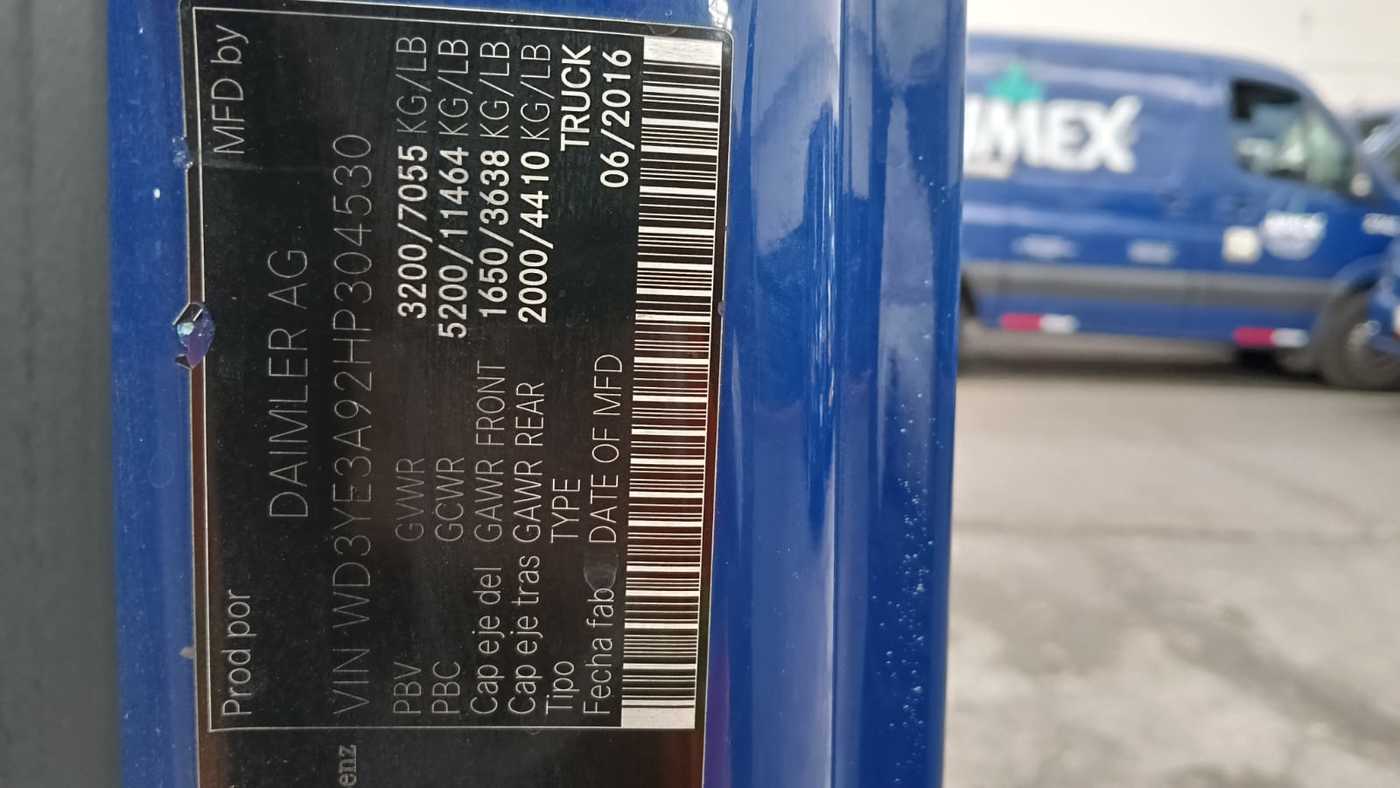 Prod por MFD by
DAIMLER AG
VIN WD3YE3A92HP304530
PBV GVWR 3200/7055 KG/LB
PBC GCWR 5200/11464 KG/LB
Cap eje del GAWR FRONT 1650/3638 KG/LB
Cap eje tras GAWR REAR 2000/4410 KG/LB
Tipo TYPE TRUCK
Fecha fab DATE OF MFD 06/2016
enz
IMEX